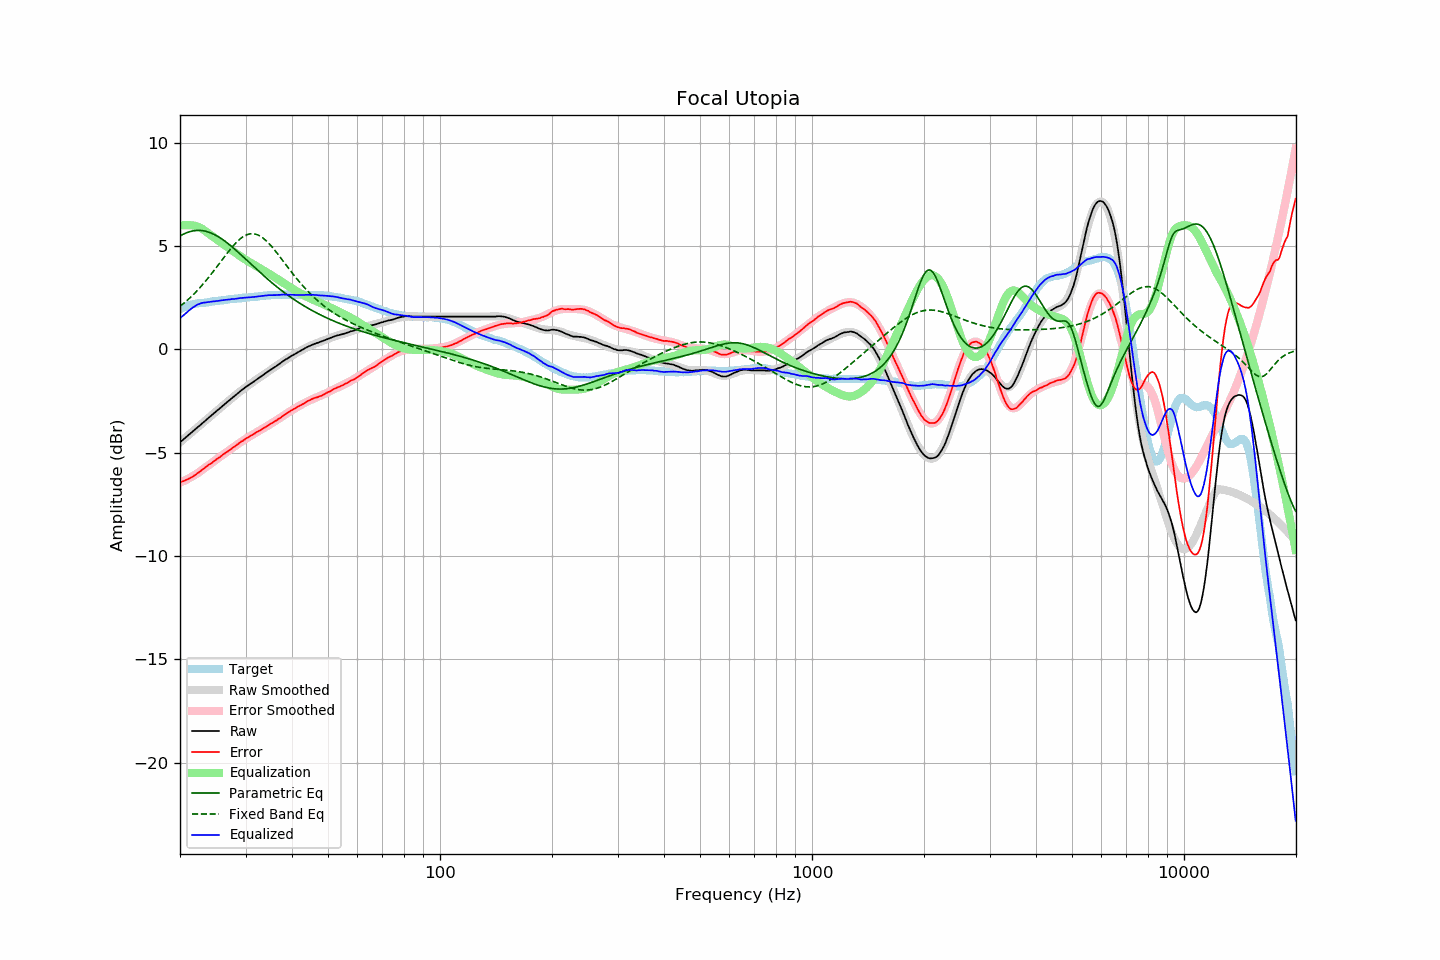 Focal Utopia
Amplitude (dBr)
10
5
0
−5
−10
−15
−20
Target
Raw Smoothed
Error Smoothed
Raw
Error
Equalization
Parametric Eq
Fixed Band Eq
Equalized
100
1000
10000
Frequency (Hz)